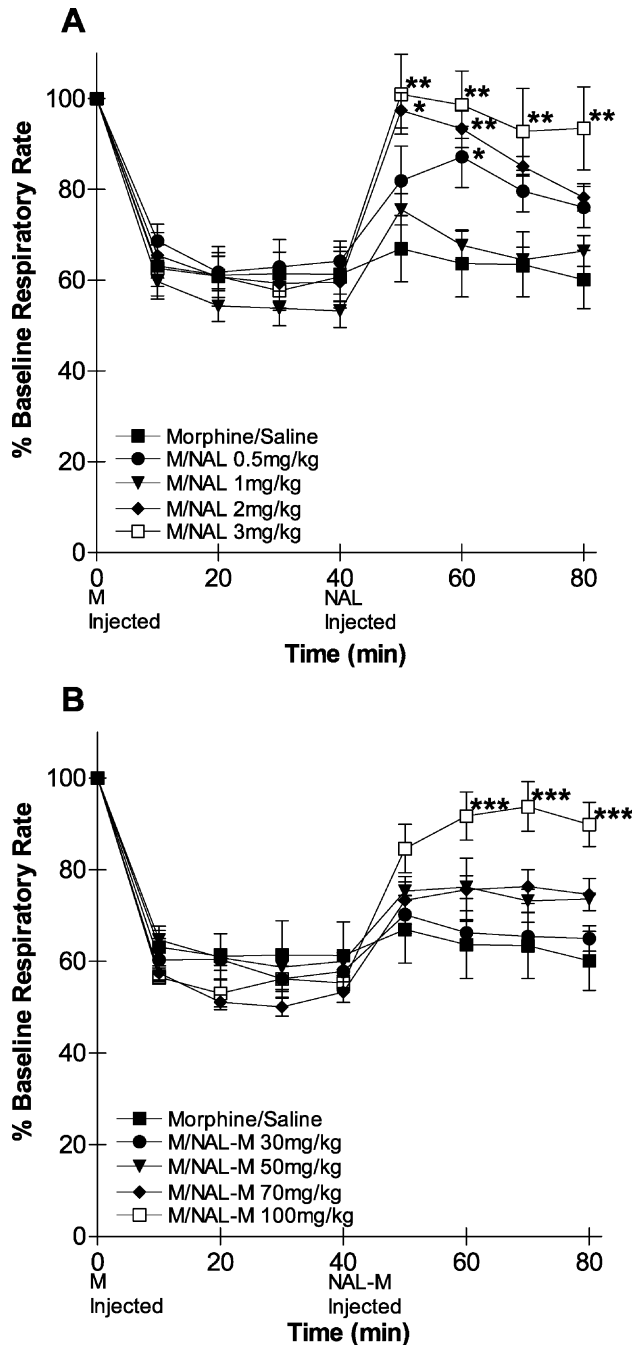 A
% Baseline Respiratory Rate
100
80
60
40
20
0
** ** ** **
* **
*
Morphine/Saline
M/NAL 0.5mg/kg
M/NAL 1mg/kg
M/NAL 2mg/kg
M/NAL 3mg/kg
0 20 40 60 80
M NAL
Injected Injected
Time (min)
B
% Baseline Respiratory Rate
100
80
60
40
20
0
*** *** ***
Morphine/Saline
M/NAL-M 30mg/kg
M/NAL-M 50mg/kg
M/NAL-M 70mg/kg
M/NAL-M 100mg/kg
0 20 40 60 80
M NAL-M
Injected Injected
Time (min)